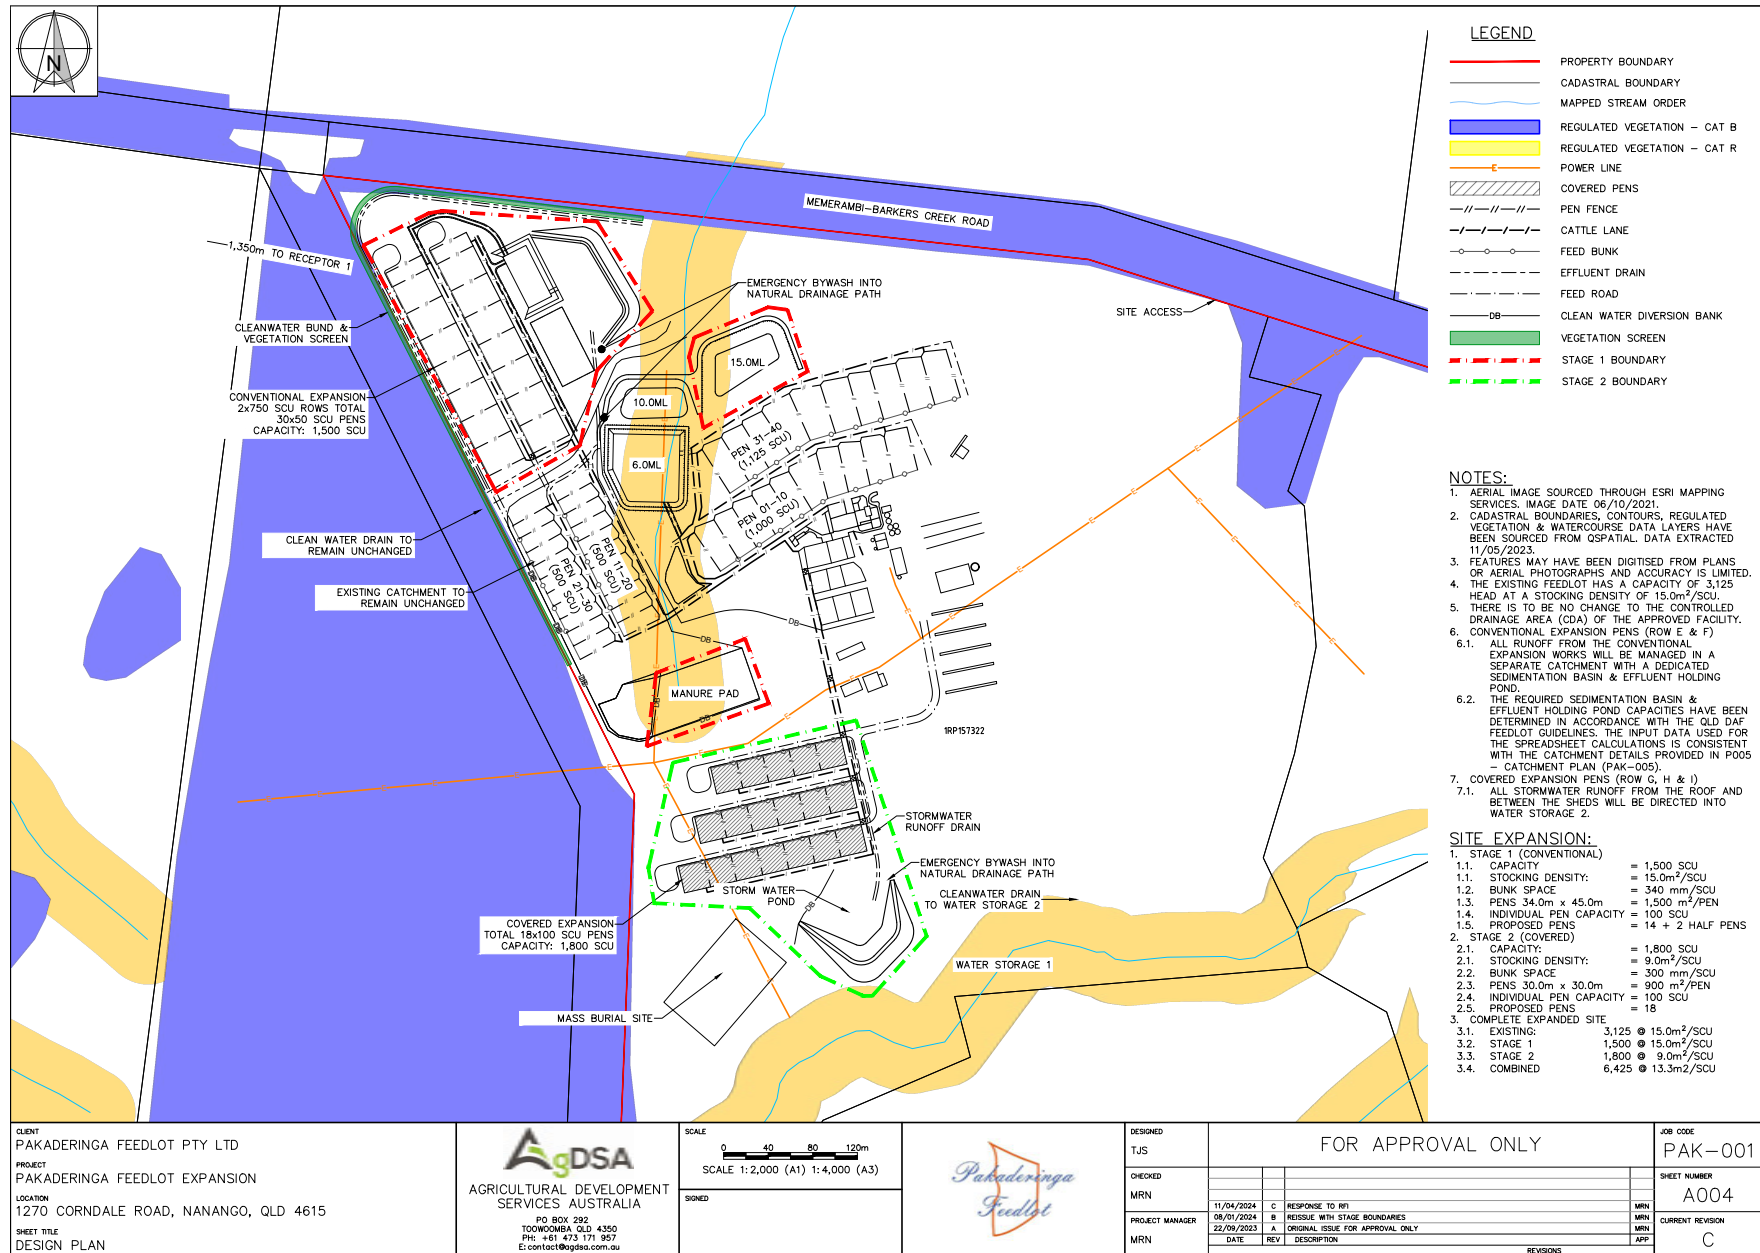 N
LEGEND
PROPERTY BOUNDARY
CADASTRAL BOUNDARY
MAPPED STREAM ORDER
REGULATED VEGETATION – CAT B
REGULATED VEGETATION – CAT R
E
POWER LINE
COVERED PENS
PEN FENCE
CATTLE LANE
FEED BUNK
EFFLUENT DRAIN
FEED ROAD
DB
CLEAN WATER DIVERSION BANK
VEGETATION SCREEN
STAGE 1 BOUNDARY
STAGE 2 BOUNDARY
MEMERAMBI–BARKERS CREEK ROAD
1,350m TO RECEPTOR 1
EMERGENCY BYWASH INTO
NATURAL DRAINAGE PATH
SITE ACCESS
CLEANWATER BUND &
VEGETATION SCREEN
CONVENTIONAL EXPANSION
2x750 SCU ROWS TOTAL
30x50 SCU PENS
CAPACITY: 1,500 SCU
15.0ML
10.0ML
6.0ML
PEN 31–40
(1,125 SCU)
PEN 01–10
(1,000 SCU)
PEN 11–20
(500 SCU)
PEN 21–30
(500 SCU)
CLEAN WATER DRAIN TO
REMAIN UNCHANGED
EXISTING CATCHMENT TO
REMAIN UNCHANGED
MANURE PAD
1RP157322
STORMWATER
RUNOFF DRAIN
EMERGENCY BYWASH INTO
NATURAL DRAINAGE PATH
STORM WATER
POND
CLEANWATER DRAIN
TO WATER STORAGE 2
COVERED EXPANSION
TOTAL 18x100 SCU PENS
CAPACITY: 1,800 SCU
WATER STORAGE 1
MASS BURIAL SITE
NOTES:
1. AERIAL IMAGE SOURCED THROUGH ESRI MAPPING
SERVICES. IMAGE DATE 06/10/2021.
2. CADASTRAL BOUNDARIES, CONTOURS, REGULATED
VEGETATION & WATERCOURSE DATA LAYERS HAVE
BEEN SOURCED FROM QSPATIAL. DATA EXTRACTED
11/05/2023.
3. FEATURES MAY HAVE BEEN DIGITISED FROM PLANS
OR AERIAL PHOTOGRAPHS AND ACCURACY IS LIMITED.
4. THE EXISTING FEEDLOT HAS A CAPACITY OF 3,125
HEAD AT A STOCKING DENSITY OF 15.0m²/SCU.
5. THERE IS TO BE NO CHANGE TO THE CONTROLLED
DRAINAGE AREA (CDA) OF THE APPROVED FACILITY.
6. CONVENTIONAL EXPANSION PENS (ROW E & F)
6.1. ALL RUNOFF FROM THE CONVENTIONAL
EXPANSION WORKS WILL BE MANAGED IN A
SEPARATE CATCHMENT WITH A DEDICATED
SEDIMENTATION BASIN & EFFLUENT HOLDING
POND.
6.2. THE REQUIRED SEDIMENTATION BASIN &
EFFLUENT HOLDING POND CAPACITIES HAVE BEEN
DETERMINED IN ACCORDANCE WITH THE QLD DAF
FEEDLOT GUIDELINES. THE INPUT DATA USED FOR
THE SPREADSHEET CALCULATIONS IS CONSISTENT
WITH THE CATCHMENT DETAILS PROVIDED IN P005
– CATCHMENT PLAN (PAK–005).
7. COVERED EXPANSION PENS (ROW G, H & I)
7.1. ALL STORMWATER RUNOFF FROM THE ROOF AND
BETWEEN THE SHEDS WILL BE DIRECTED INTO
WATER STORAGE 2.
SITE EXPANSION:
1. STAGE 1 (CONVENTIONAL)
1.1. CAPACITY = 1,500 SCU
1.1. STOCKING DENSITY: = 15.0m²/SCU
1.2. BUNK SPACE = 340 mm/SCU
1.3. PENS 34.0m x 45.0m = 1,500 m²/PEN
1.4. INDIVIDUAL PEN CAPACITY = 100 SCU
1.5. PROPOSED PENS = 14 + 2 HALF PENS
2. STAGE 2 (COVERED)
2.1. CAPACITY: = 1,800 SCU
2.1. STOCKING DENSITY: = 9.0m²/SCU
2.2. BUNK SPACE = 300 mm/SCU
2.3. PENS 30.0m x 30.0m = 900 m²/PEN
2.4. INDIVIDUAL PEN CAPACITY = 100 SCU
2.5. PROPOSED PENS = 18
3. COMPLETE EXPANDED SITE
3.1. EXISTING: 3,125 @ 15.0m²/SCU
3.2. STAGE 1 1,500 @ 15.0m²/SCU
3.3. STAGE 2 1,800 @ 9.0m²/SCU
3.4. COMBINED 6,425 @ 13.3m2/SCU
CLIENT
PAKADERINGA FEEDLOT PTY LTD
PROJECT
PAKADERINGA FEEDLOT EXPANSION
LOCATION
1270 CORNDALE ROAD, NANANGO, QLD 4615
SHEET TITLE
DESIGN PLAN
AgDSA
AGRICULTURAL DEVELOPMENT
SERVICES AUSTRALIA
PO BOX 292
TOOWOOMBA QLD 4350
PH: +61 473 171 957
E:contact@agdsa.com.au
SCALE
0 40 80 120m
SCALE 1:2,000 (A1) 1:4,000 (A3)
SIGNED
Pakaderinga
Feedlot
DESIGNED
TJS
CHECKED
MRN
PROJECT MANAGER
MRN
FOR APPROVAL ONLY
11/04/2024 C RESPONSE TO RFI MRN
08/01/2024 B REISSUE WITH STAGE BOUNDARIES MRN
22/09/2023 A ORIGINAL ISSUE FOR APPROVAL ONLY MRN
DATE REV DESCRIPTION APP
REVISIONS
JOB CODE
PAK–001
SHEET NUMBER
A004
CURRENT REVISION
C